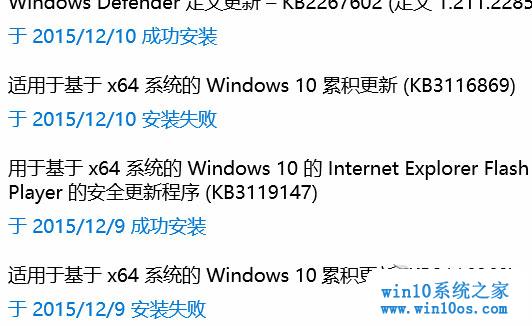 Windows Defender 定义更新 – KB2267602 (定义 1.211.2285
于 2015/12/10 成功安装
适用于基于 x64 系统的 Windows 10 累积更新 (KB3116869)
于 2015/12/10 安装失败
用于基于 x64 系统的 Windows 10 的 Internet Explorer Flash
Player 的安全更新程序 (KB3119147)
于 2015/12/9 成功安装
适用于基于 x64 系统的 Windows 10 累积更新
于 2015/12/9 安装失败
win10系统之家
www.win10os.com